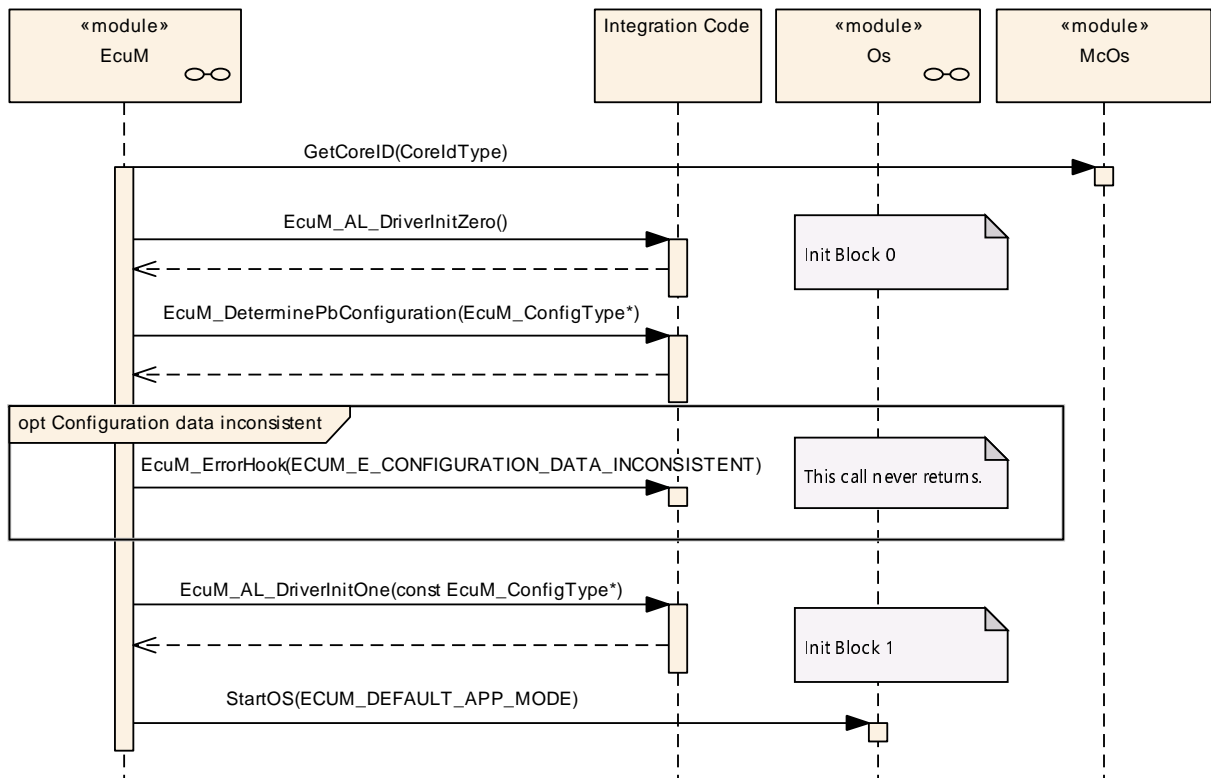 «module»
EcuM
Integration Code
«module»
Os
«module»
McOs
GetCoreID(CoreIdType)
EcuM_AL_DriverInitZero()
Init Block 0
EcuM_DeterminePbConfiguration(EcuM_ConfigType*)
opt Configuration data inconsistent
EcuM_ErrorHook(ECUM_E_CONFIGURATION_DATA_INCONSISTENT)
This call never returns.
EcuM_AL_DriverInitOne(const EcuM_ConfigType*)
Init Block 1
StartOS(ECUM_DEFAULT_APP_MODE)